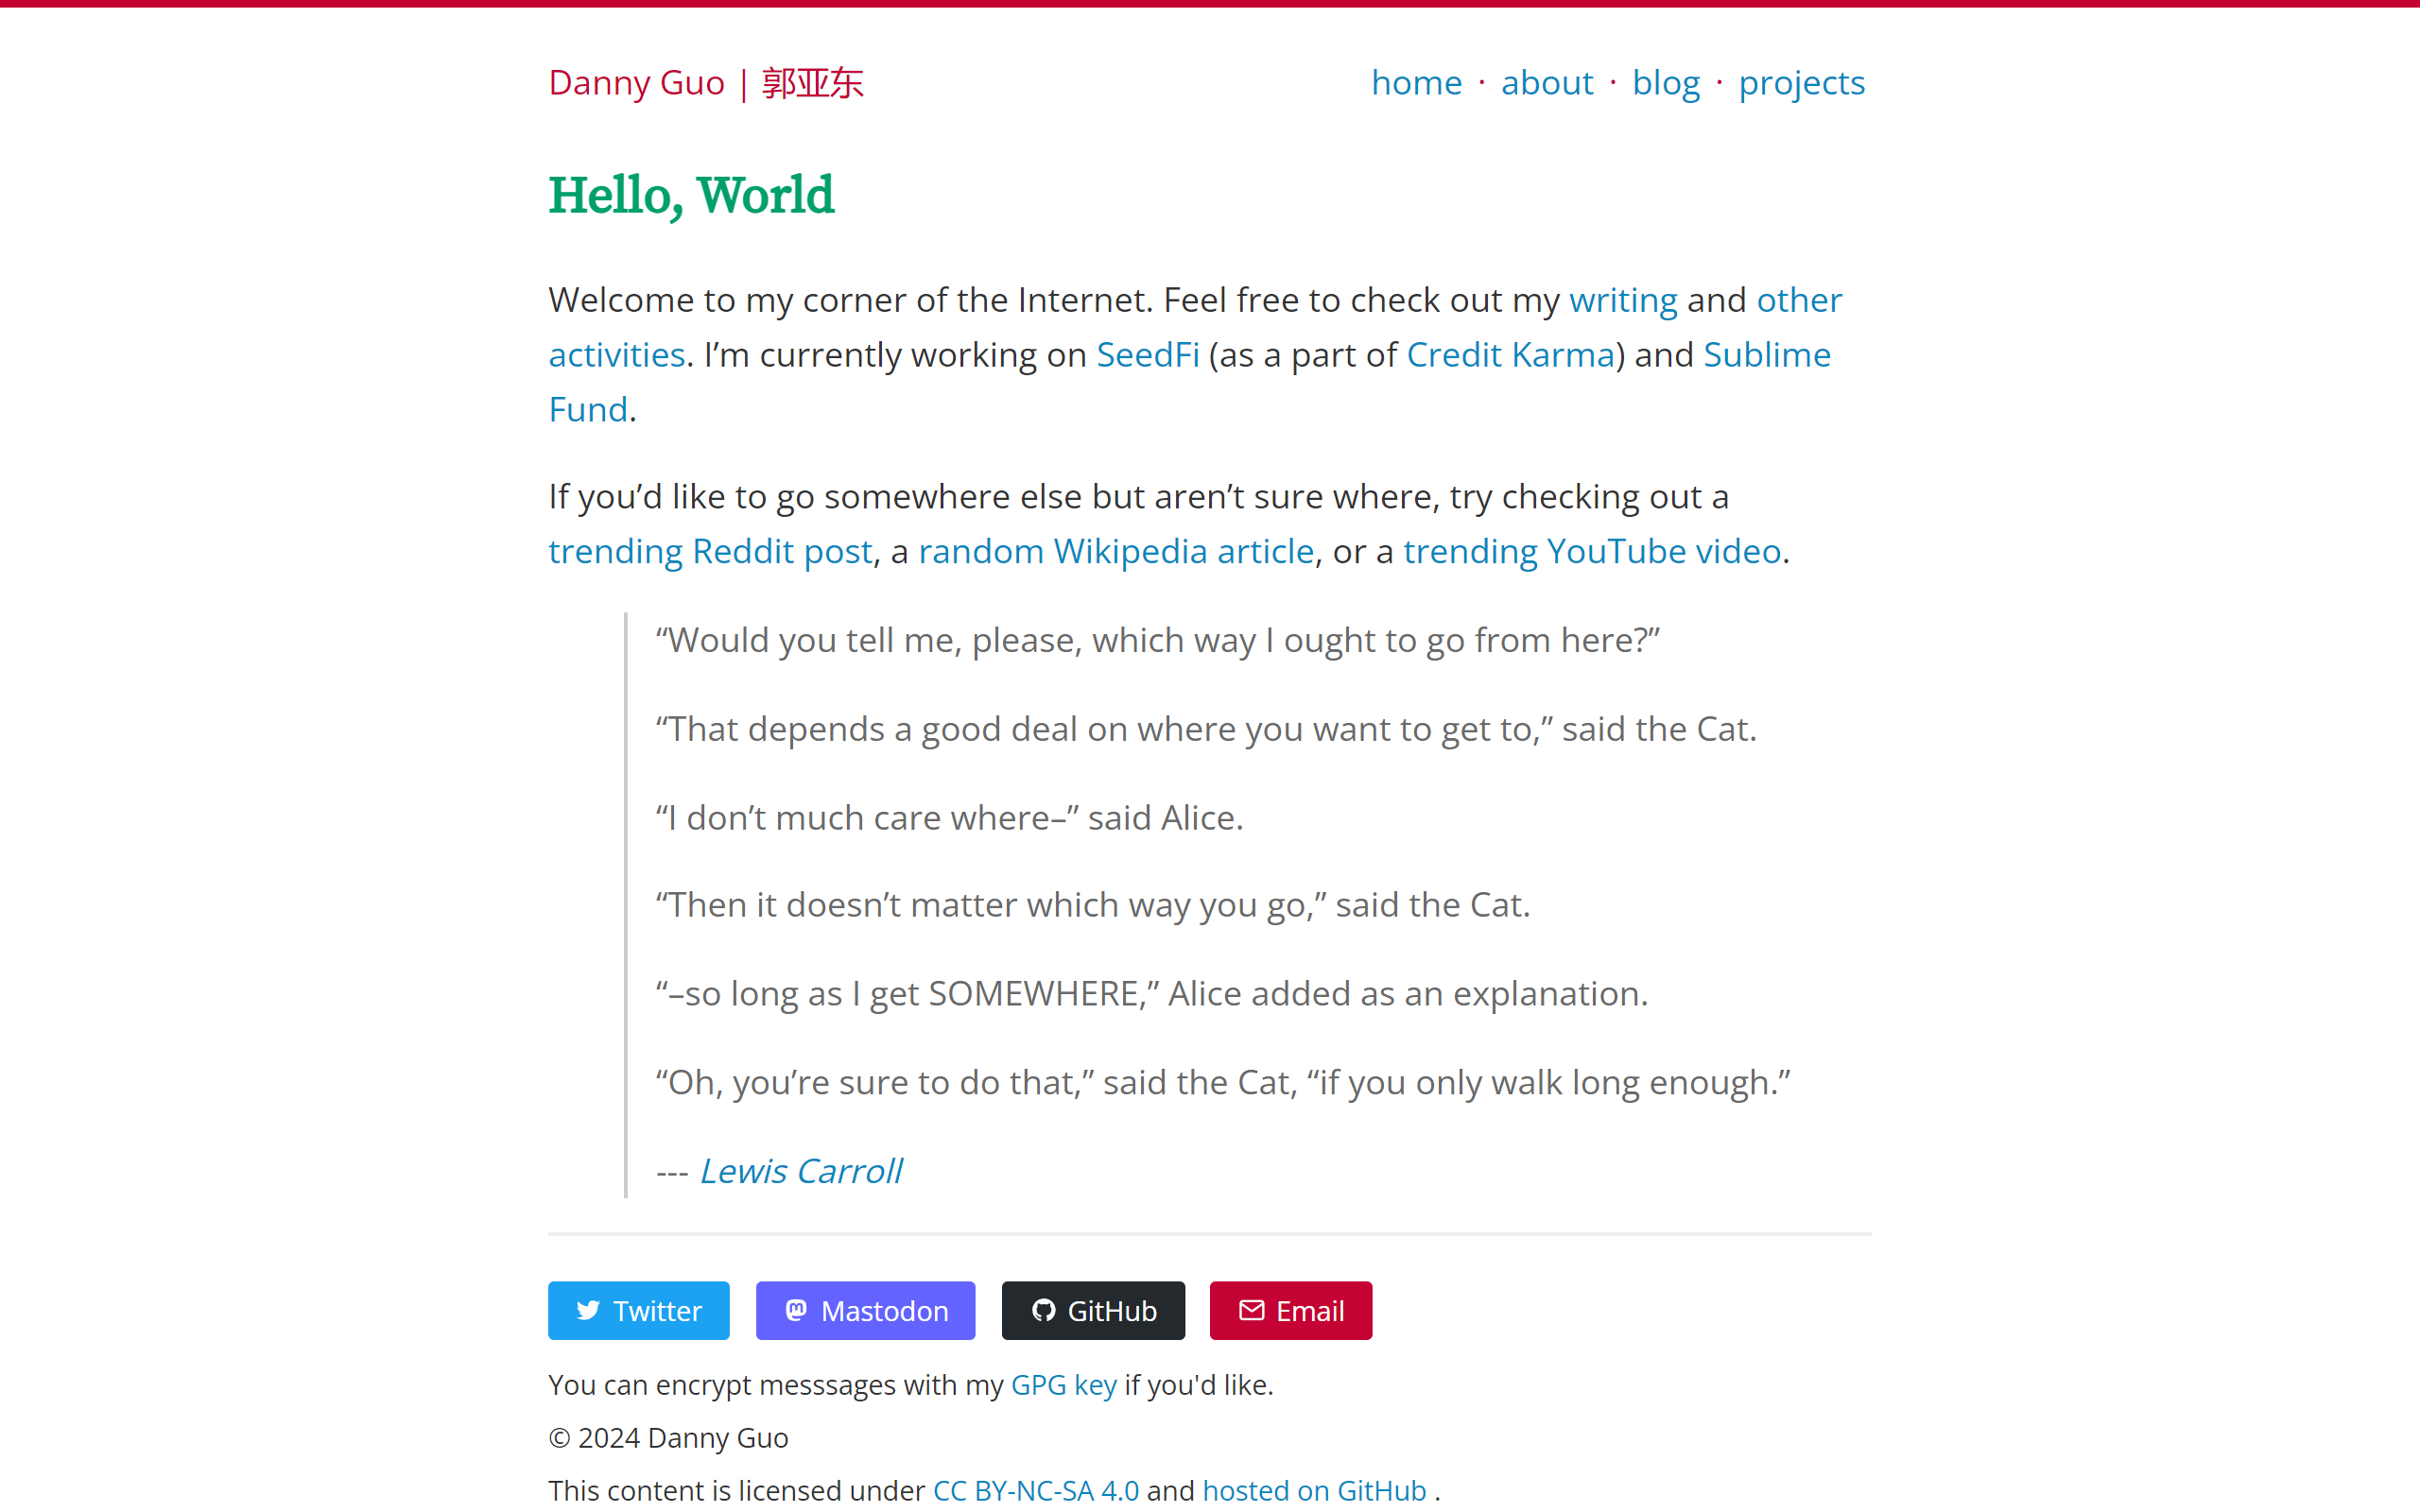 Danny Guo | 郭亚东
home · about · blog · projects
Hello, World
Welcome to my corner of the Internet. Feel free to check out my writing and other
activities. I’m currently working on SeedFi (as a part of Credit Karma) and Sublime
Fund.
If you’d like to go somewhere else but aren’t sure where, try checking out a
trending Reddit post, a random Wikipedia article, or a trending YouTube video.
“Would you tell me, please, which way I ought to go from here?”
“That depends a good deal on where you want to get to,” said the Cat.
“I don’t much care where–” said Alice.
“Then it doesn’t matter which way you go,” said the Cat.
“–so long as I get SOMEWHERE,” Alice added as an explanation.
“Oh, you’re sure to do that,” said the Cat, “if you only walk long enough.”
--- Lewis Carroll
Twitter Mastodon GitHub Email
You can encrypt messsages with my GPG key if you'd like.
© 2024 Danny Guo
This content is licensed under CC BY-NC-SA 4.0 and hosted on GitHub .